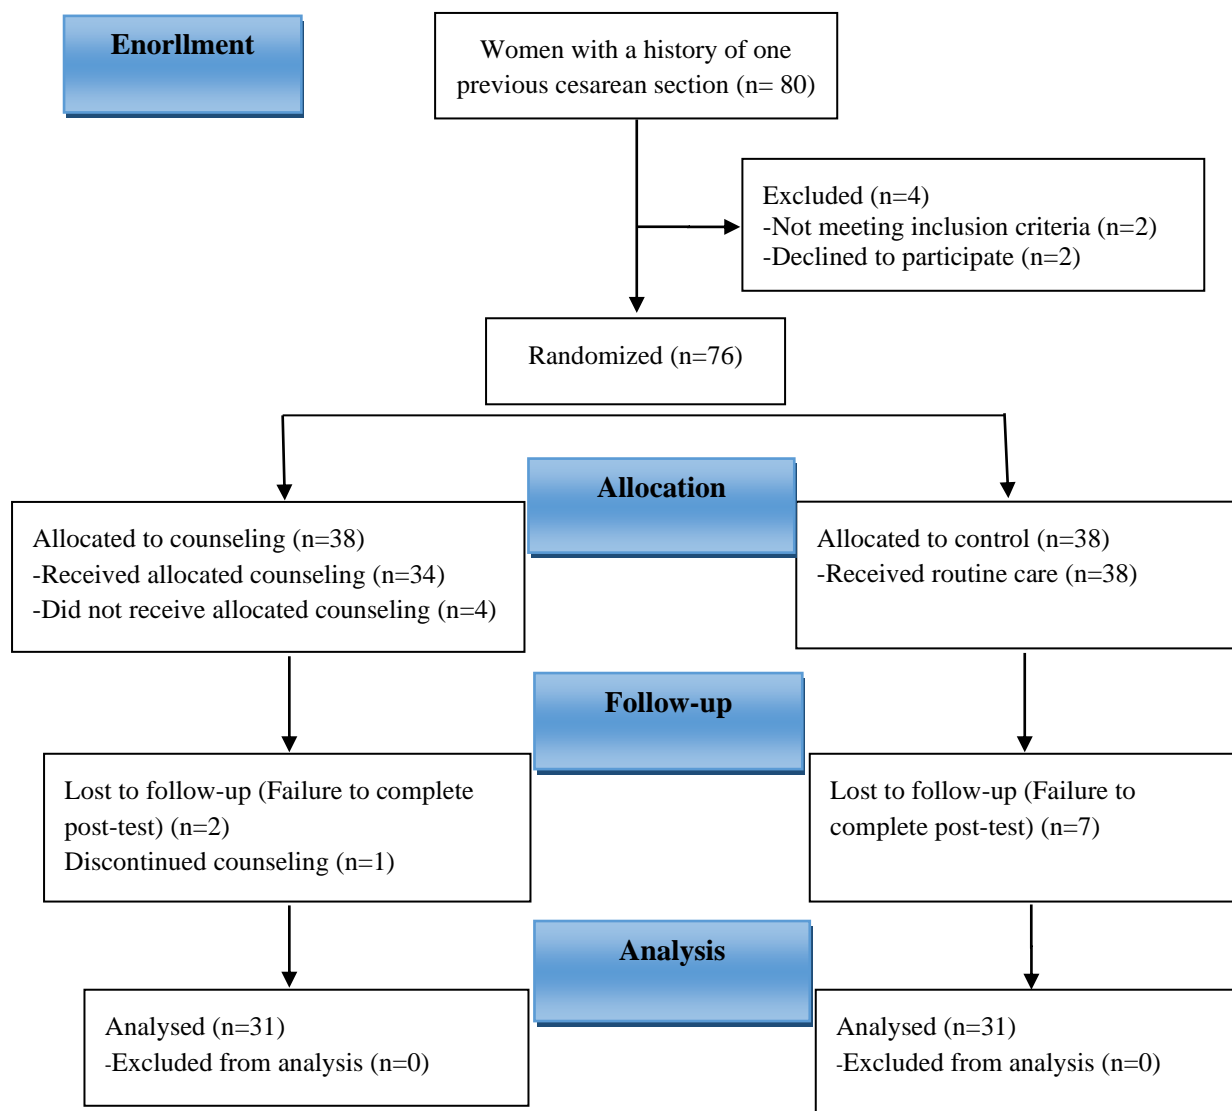 Enorllment
Women with a history of one
previous cesarean section (n= 80)
Excluded (n=4)
-Not meeting inclusion criteria (n=2)
-Declined to participate (n=2)
Randomized (n=76)
Allocation
Allocated to counseling (n=38)
-Received allocated counseling (n=34)
-Did not receive allocated counseling (n=4)
Allocated to control (n=38)
-Received routine care (n=38)
Follow-up
Lost to follow-up (Failure to complete
post-test) (n=2)
Discontinued counseling (n=1)
Lost to follow-up (Failure to
complete post-test) (n=7)
Analysis
Analysed (n=31)
-Excluded from analysis (n=0)
Analysed (n=31)
-Excluded from analysis (n=0)